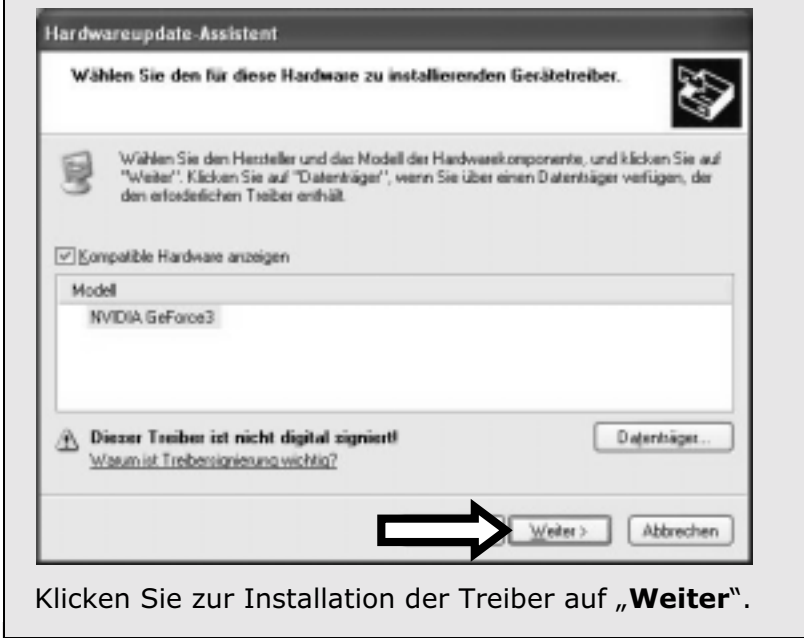 Hardwareupdate-Assistent
Wählen Sie den für diese Hardware zu installierenden Gerätetreiber.
Wählen Sie den Hersteller und das Modell der Hardwarekomponente, und klicken Sie auf
"Weiter". Klicken Sie auf "Datenträger", wenn Sie über einen Datenträger verfügen, der
den erforderlichen Treiber enthält.
Kompatible Hardware anzeigen
Modell
NVIDIA GeForce3
Dieser Treiber ist nicht digital signiert!
Datenträger...
Warum ist Treibersignierung wichtig?
Weiter >
Abbrechen
Klicken Sie zur Installation der Treiber auf „Weiter“.